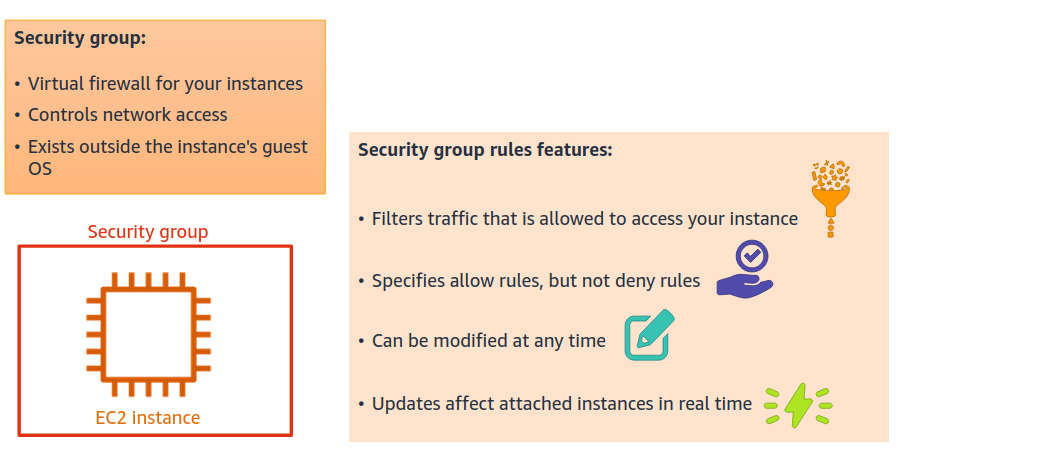 Security group:
• Virtual firewall for your instances
• Controls network access
• Exists outside the instance's guest
OS
Security group
EC2 instance
Security group rules features:
• Filters traffic that is allowed to access your instance
• Specifies allow rules, but not deny rules
• Can be modified at any time
• Updates affect attached instances in real time